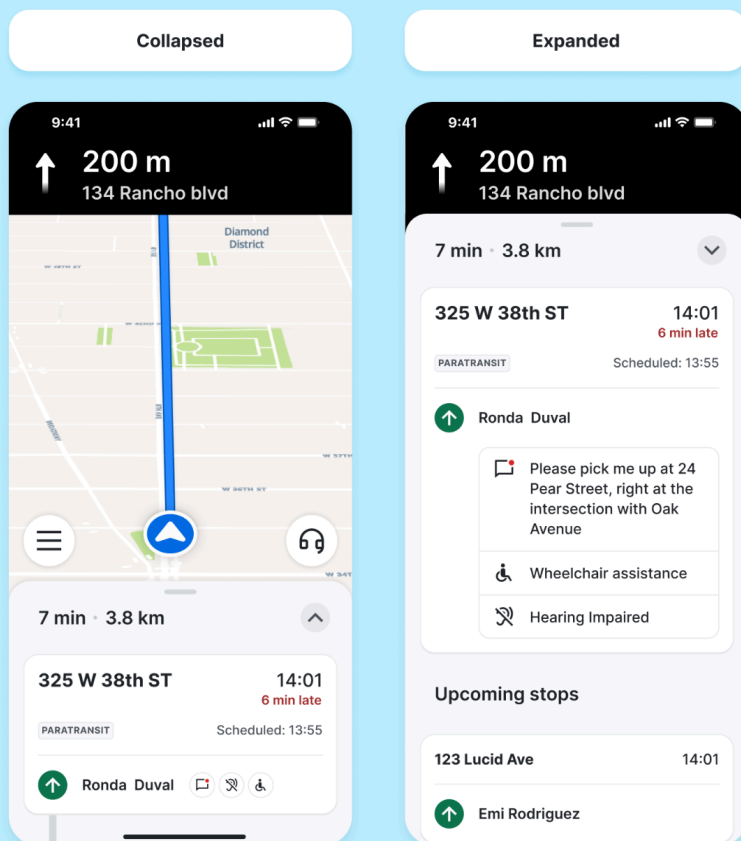 Collapsed
9:41
200 m
134 Rancho blvd
Diamond
District
W 36TH ST
7 min · 3.8 km
325 W 38th ST 14:01
6 min late
PARATRANSIT Scheduled: 13:55
Ronda Duval
Expanded
9:41
200 m
134 Rancho blvd
7 min · 3.8 km
325 W 38th ST 14:01
6 min late
PARATRANSIT Scheduled: 13:55
Ronda Duval
Please pick me up at 24
Pear Street, right at the
intersection with Oak
Avenue
Wheelchair assistance
Hearing Impaired
Upcoming stops
123 Lucid Ave 14:01
Emi Rodriguez